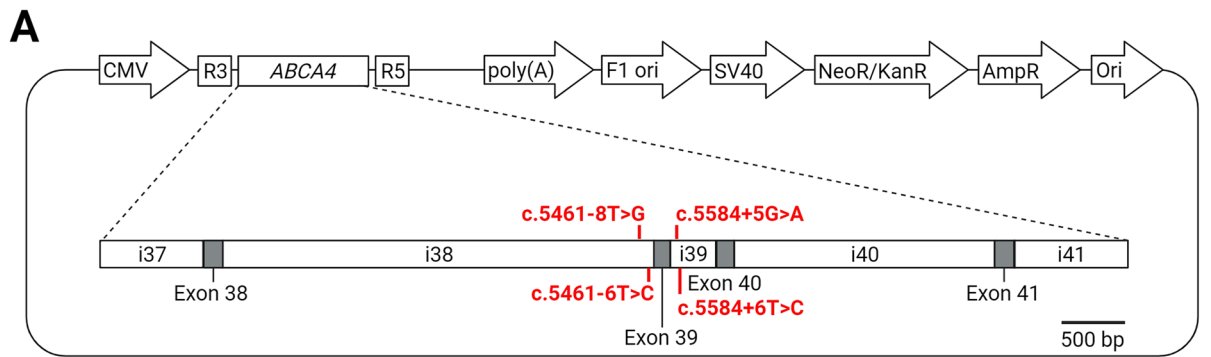 A
CMV R3 ABCA4 R5 poly(A) F1 ori SV40 NeoR/KanR AmpR Ori
c.5461-8T>G c.5584+5G>A
i37 i38 i39 i40 i41
Exon 38 c.5461-6T>C Exon 40 Exon 41
c.5584+6T>C
Exon 39 500 bp